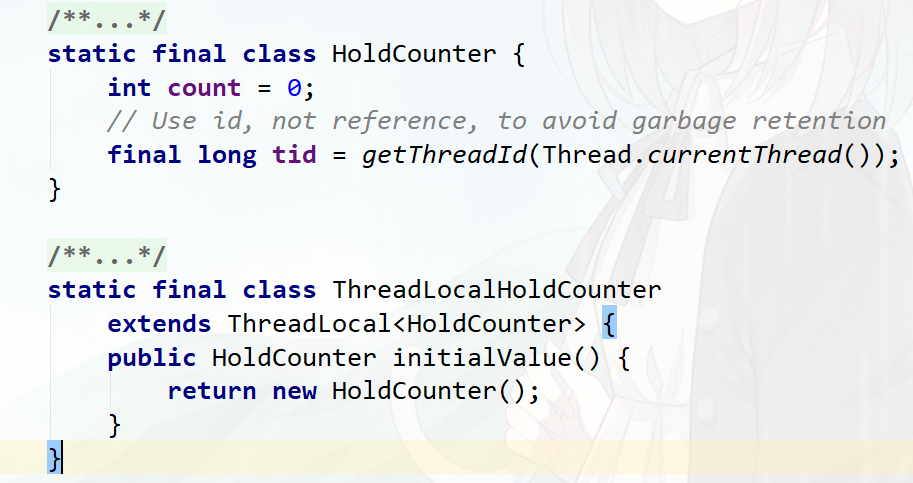 /**...*/
static final class HoldCounter {
int count = 0;
// Use id, not reference, to avoid garbage retention
final long tid = getThreadId(Thread.currentThread());
}
/**...*/
static final class ThreadLocalHoldCounter
extends ThreadLocal<HoldCounter> {
public HoldCounter initialValue() {
return new HoldCounter();
}
}